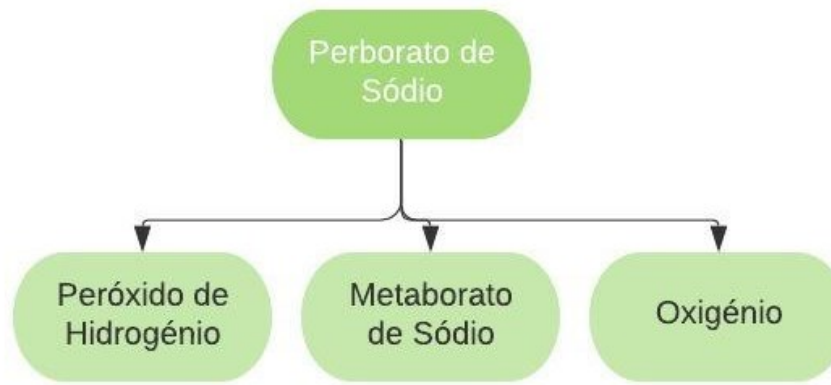 Perborato de
Sódio
Peróxido de
Hidrogénio
Metaborato
de Sódio
Oxigénio